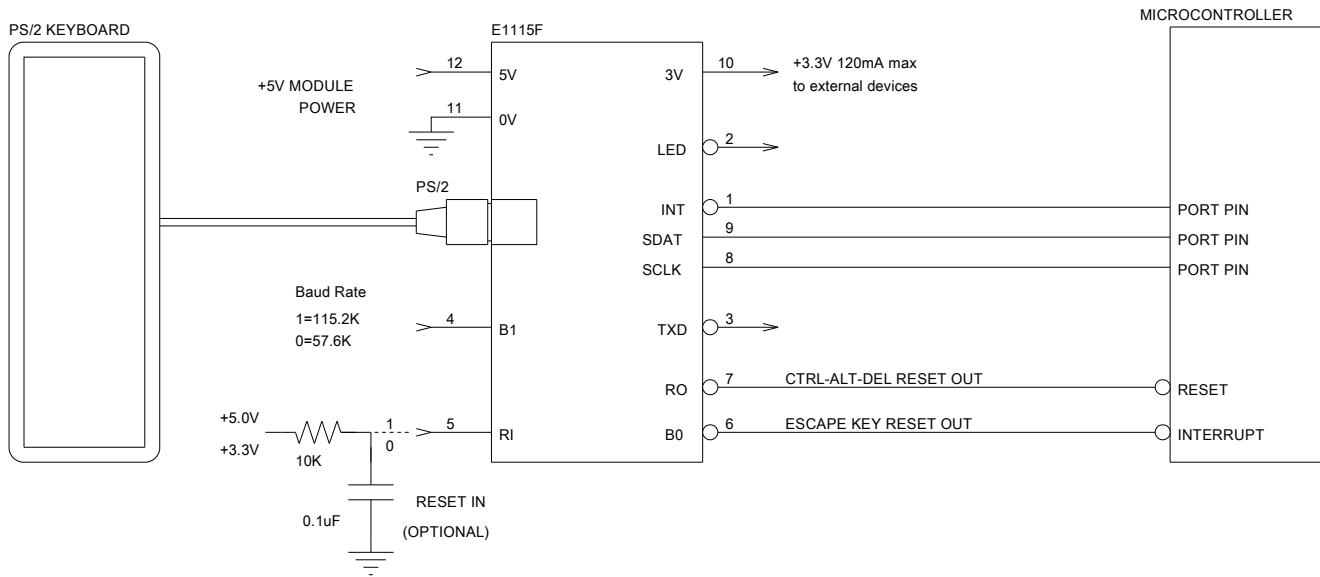 MICROCONTROLLER
PS/2 KEYBOARD
E1115F
+5V MODULE
POWER
12
5V
11
0V
3V
10
+3.3V 120mA max
to external devices
LED
2
PS/2
INT
1
PORT PIN
SDAT
9
PORT PIN
SCLK
8
PORT PIN
Baud Rate
1=115.2K
0=57.6K
4
B1
TXD
3
RO
7
CTRL-ALT-DEL RESET OUT
RESET
+5.0V
+3.3V
10K
1
0
5
RI
B0
6
ESCAPE KEY RESET OUT
INTERRUPT
0.1uF
RESET IN
(OPTIONAL)